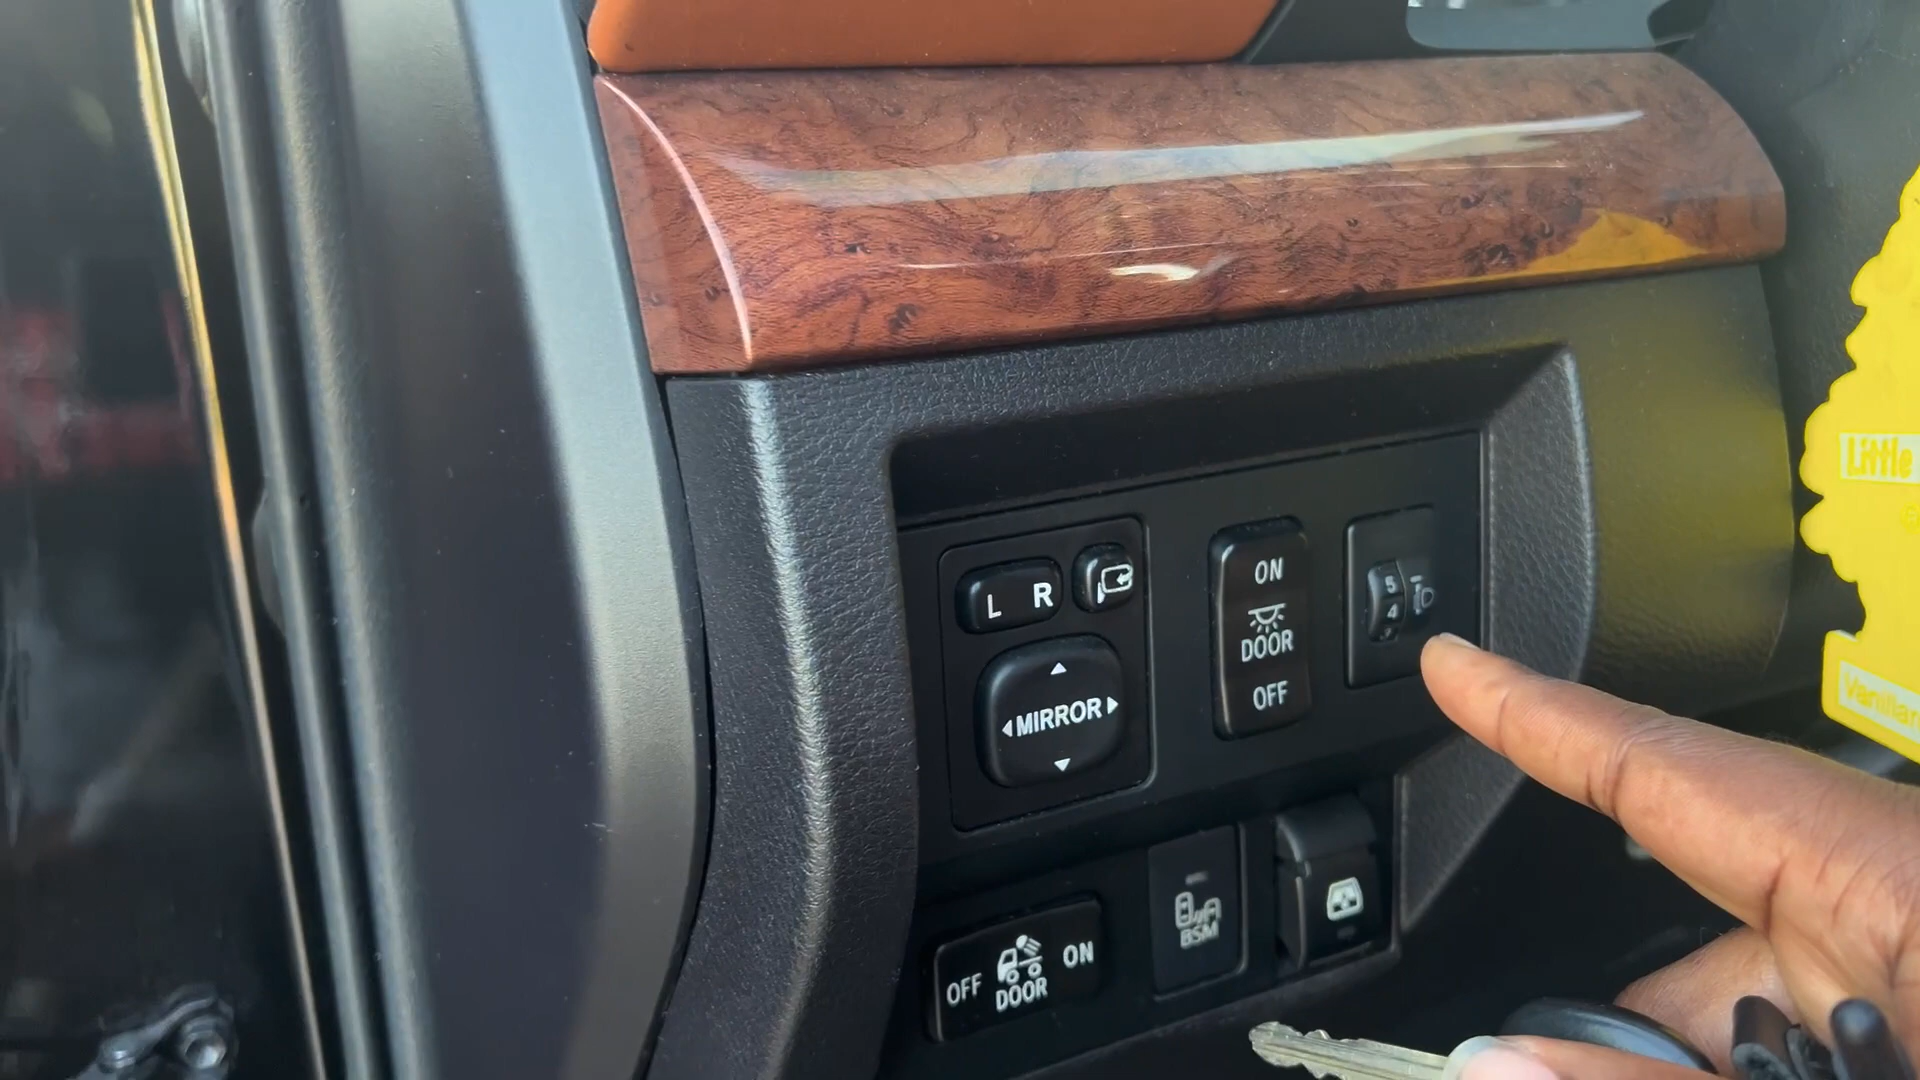 L R
MIRROR
ON
DOOR
OFF
5
4
OFF DOOR ON
BSM
Little